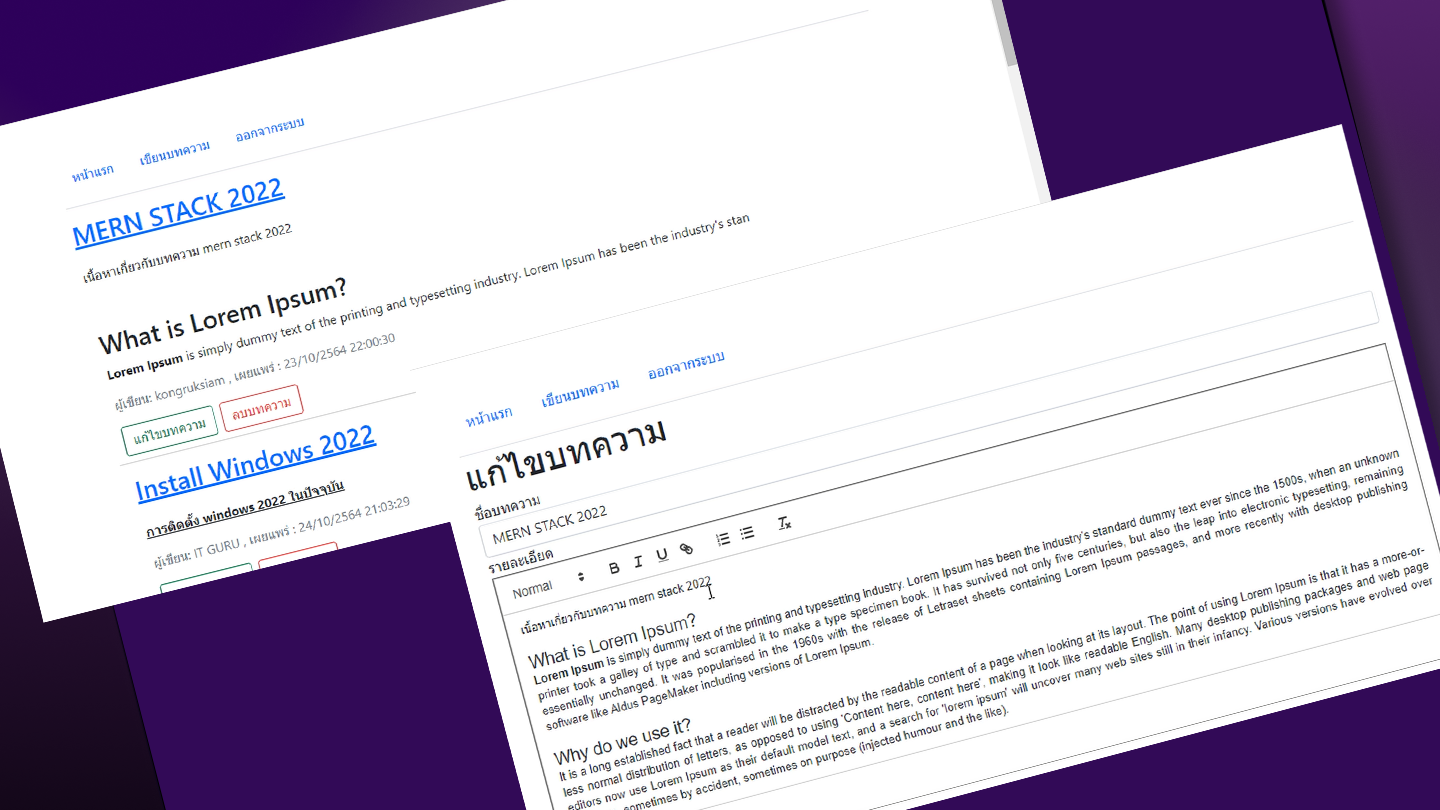 หน้าแรก เขียนบทความ ออกจากระบบ
MERN STACK 2022
เนื้อหาเกี่ยวกับบทความ mern stack 2022
What is Lorem Ipsum?
Lorem Ipsum is simply dummy text of the printing and typesetting industry. Lorem Ipsum has been the industry's stan
ผู้เขียน: kongruksiam , เผยแพร่ : 23/10/2564 22:00:30
แก้ไขบทความ ลบบทความ
Install Windows 2022
การติดตั้ง windows 2022 ในปัจจุบัน
ผู้เขียน: IT GURU , เผยแพร่ : 24/10/2564 21:03:29
หน้าแรก เขียนบทความ ออกจากระบบ
แก้ไขบทความ
ชื่อบทความ
MERN STACK 2022
รายละเอียด
Normal B I U
เนื้อหาเกี่ยวกับบทความ mern stack 2022
What is Lorem Ipsum?
Lorem Ipsum is simply dummy text of the printing and typesetting industry. Lorem Ipsum has been the industry's standard dummy text ever since the 1500s, when an unknown
printer took a galley of type and scrambled it to make a type specimen book. It has survived not only five centuries, but also the leap into electronic typesetting, remaining
essentially unchanged. It was popularised in the 1960s with the release of Letraset sheets containing Lorem Ipsum passages, and more recently with desktop publishing
software like Aldus PageMaker including versions of Lorem Ipsum.
Why do we use it?
It is a long established fact that a reader will be distracted by the readable content of a page when looking at its layout. The point of using Lorem Ipsum is that it has a more-or-
less normal distribution of letters, as opposed to using 'Content here, content here', making it look like readable English. Many desktop publishing packages and web page
editors now use Lorem Ipsum as their default model text, and a search for 'lorem ipsum' will uncover many web sites still in their infancy. Various versions have evolved over
sometimes by accident, sometimes on purpose (injected humour and the like).